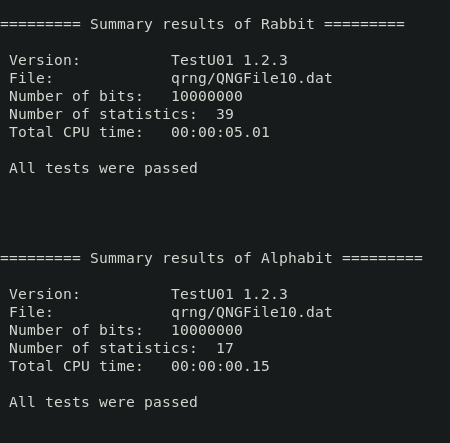 ========= Summary results of Rabbit =========
Version:          TestU01 1.2.3
File:             qrng/QNGFile10.dat
Number of bits:   10000000
Number of statistics:  39
Total CPU time:   00:00:05.01
All tests were passed
========= Summary results of Alphabit =========
Version:          TestU01 1.2.3
File:             qrng/QNGFile10.dat
Number of bits:   10000000
Number of statistics:  17
Total CPU time:   00:00:00.15
All tests were passed